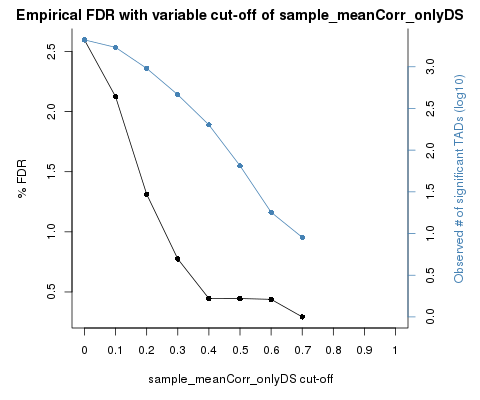 Empirical FDR with variable cut-off of sample_meanCorr_onlyDS
% FDR
2.5
2.0
1.5
1.0
0.5
3.0
2.5
2.0
1.5
1.0
0.5
0.0
Observed # of significant TADs (log10)
0 0.1 0.2 0.3 0.4 0.5 0.6 0.7 0.8 0.9 1
sample_meanCorr_onlyDS cut-off